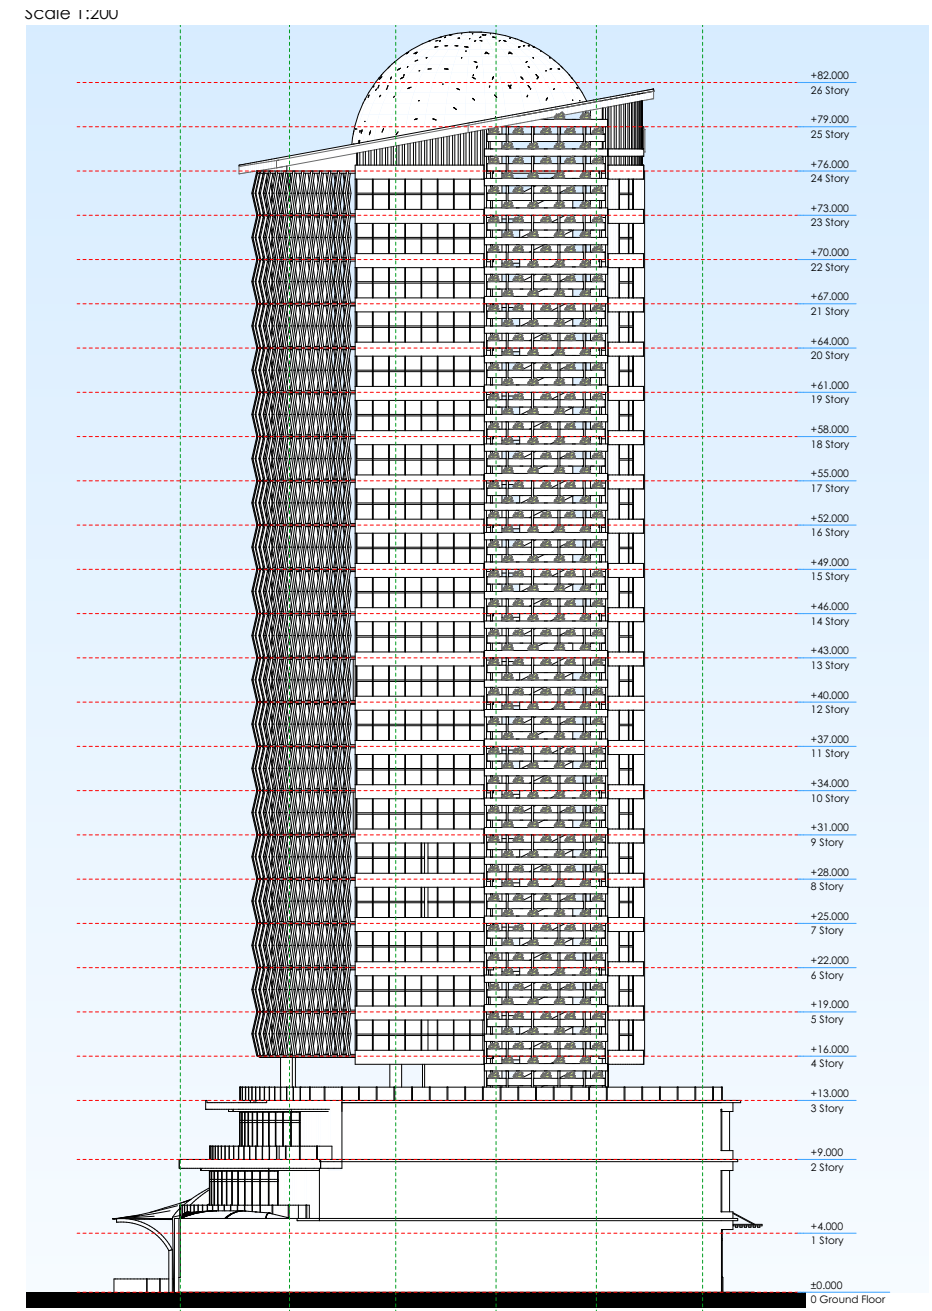 Scale 1:200
+82.000
26 Story
+79.000
25 Story
+76.000
24 Story
+73.000
23 Story
+70.000
22 Story
+67.000
21 Story
+64.000
20 Story
+61.000
19 Story
+58.000
18 Story
+55.000
17 Story
+52.000
16 Story
+49.000
15 Story
+46.000
14 Story
+43.000
13 Story
+40.000
12 Story
+37.000
11 Story
+34.000
10 Story
+31.000
9 Story
+28.000
8 Story
+25.000
7 Story
+22.000
6 Story
+19.000
5 Story
+16.000
4 Story
+13.000
3 Story
+9.000
2 Story
+4.000
1 Story
±0.000
0 Ground Floor